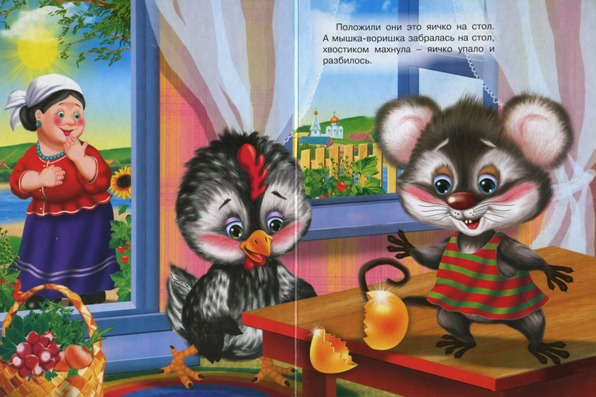 Положили они это яичко на стол.
А мышка-воришка забралась на стол,
хвостиком махнула – яичко упало и
разбилось.